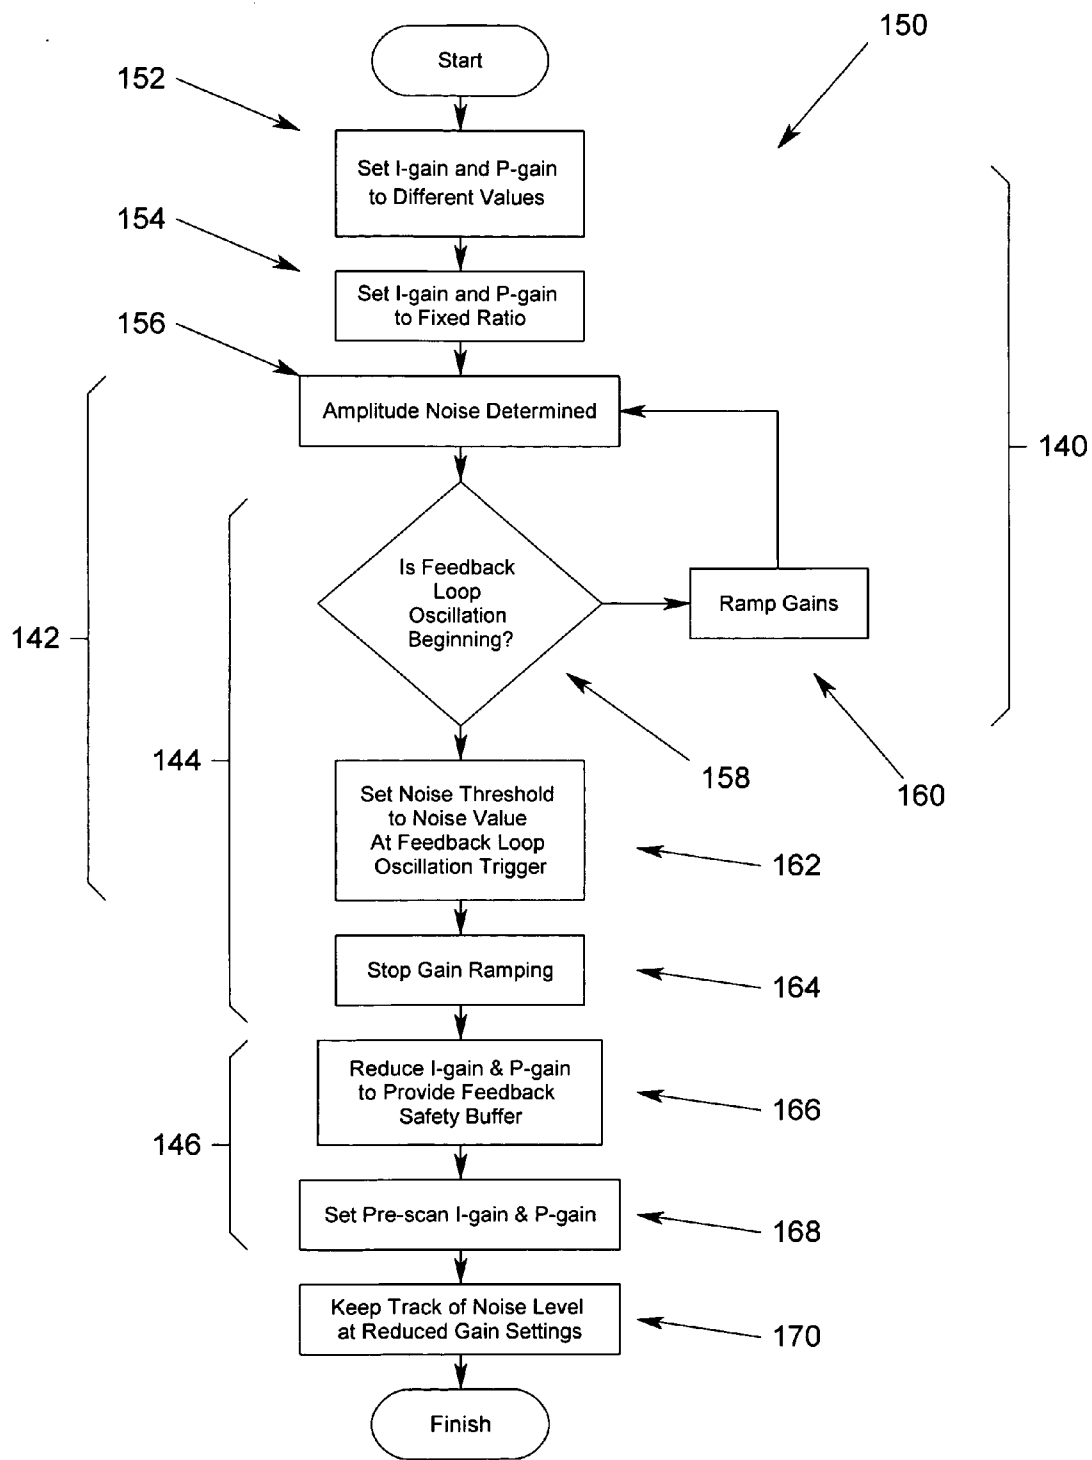 150
Start
152
Set I-gain and P-gain
to Different Values
154
Set I-gain and P-gain
to Fixed Ratio
156
Amplitude Noise Determined
140
Is Feedback
Loop
Oscillation
Beginning?
Ramp Gains
142
144
158
160
Set Noise Threshold
to Noise Value
At Feedback Loop
Oscillation Trigger
162
Stop Gain Ramping
164
Reduce I-gain & P-gain
to Provide Feedback
Safety Buffer
166
146
Set Pre-scan I-gain & P-gain
168
Keep Track of Noise Level
at Reduced Gain Settings
170
Finish